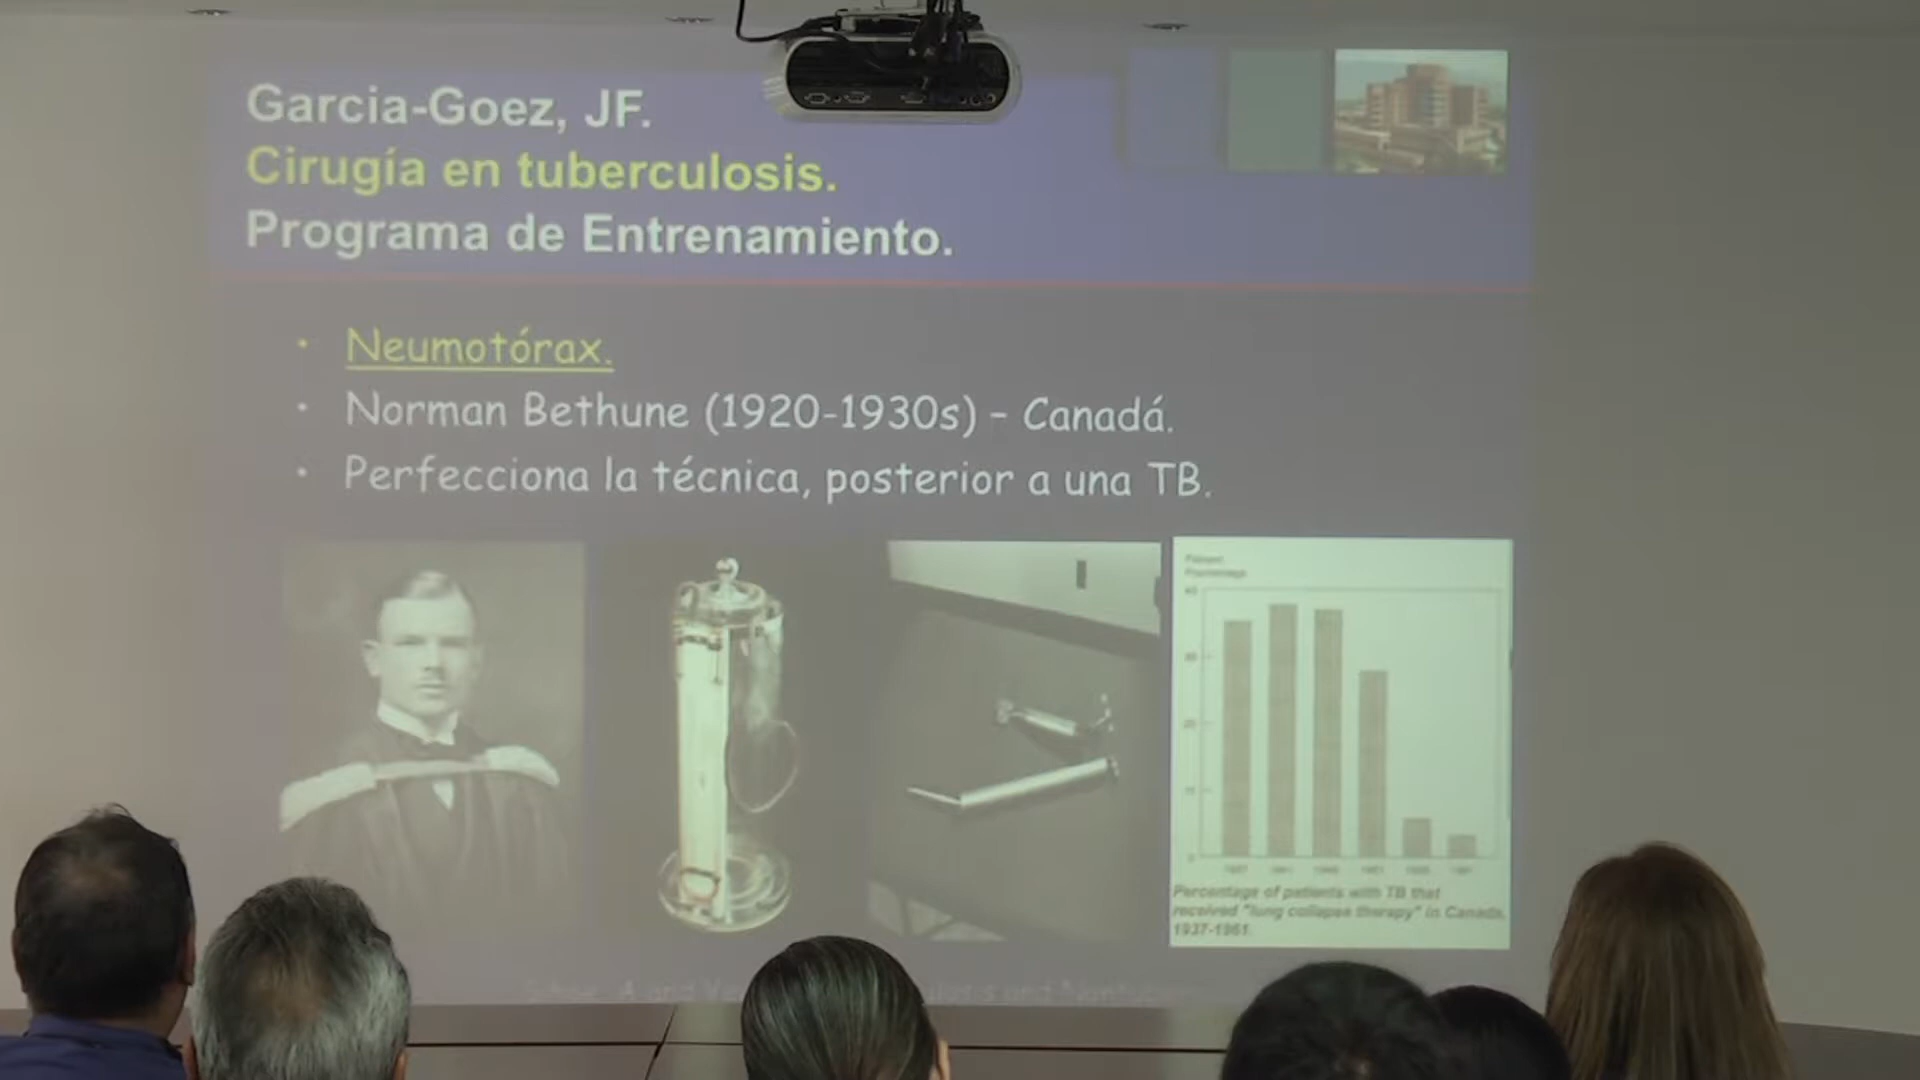 Garcia-Goez, JF.
Cirugía en tuberculosis.
Programa de Entrenamiento.
• Neumotórax.
• Norman Bethune (1920-1930s) – Canadá.
• Perfecciona la técnica, posterior a una TB.
Percentage of patients with TB that
received "lung collapse therapy" in Canada,
1937-1961